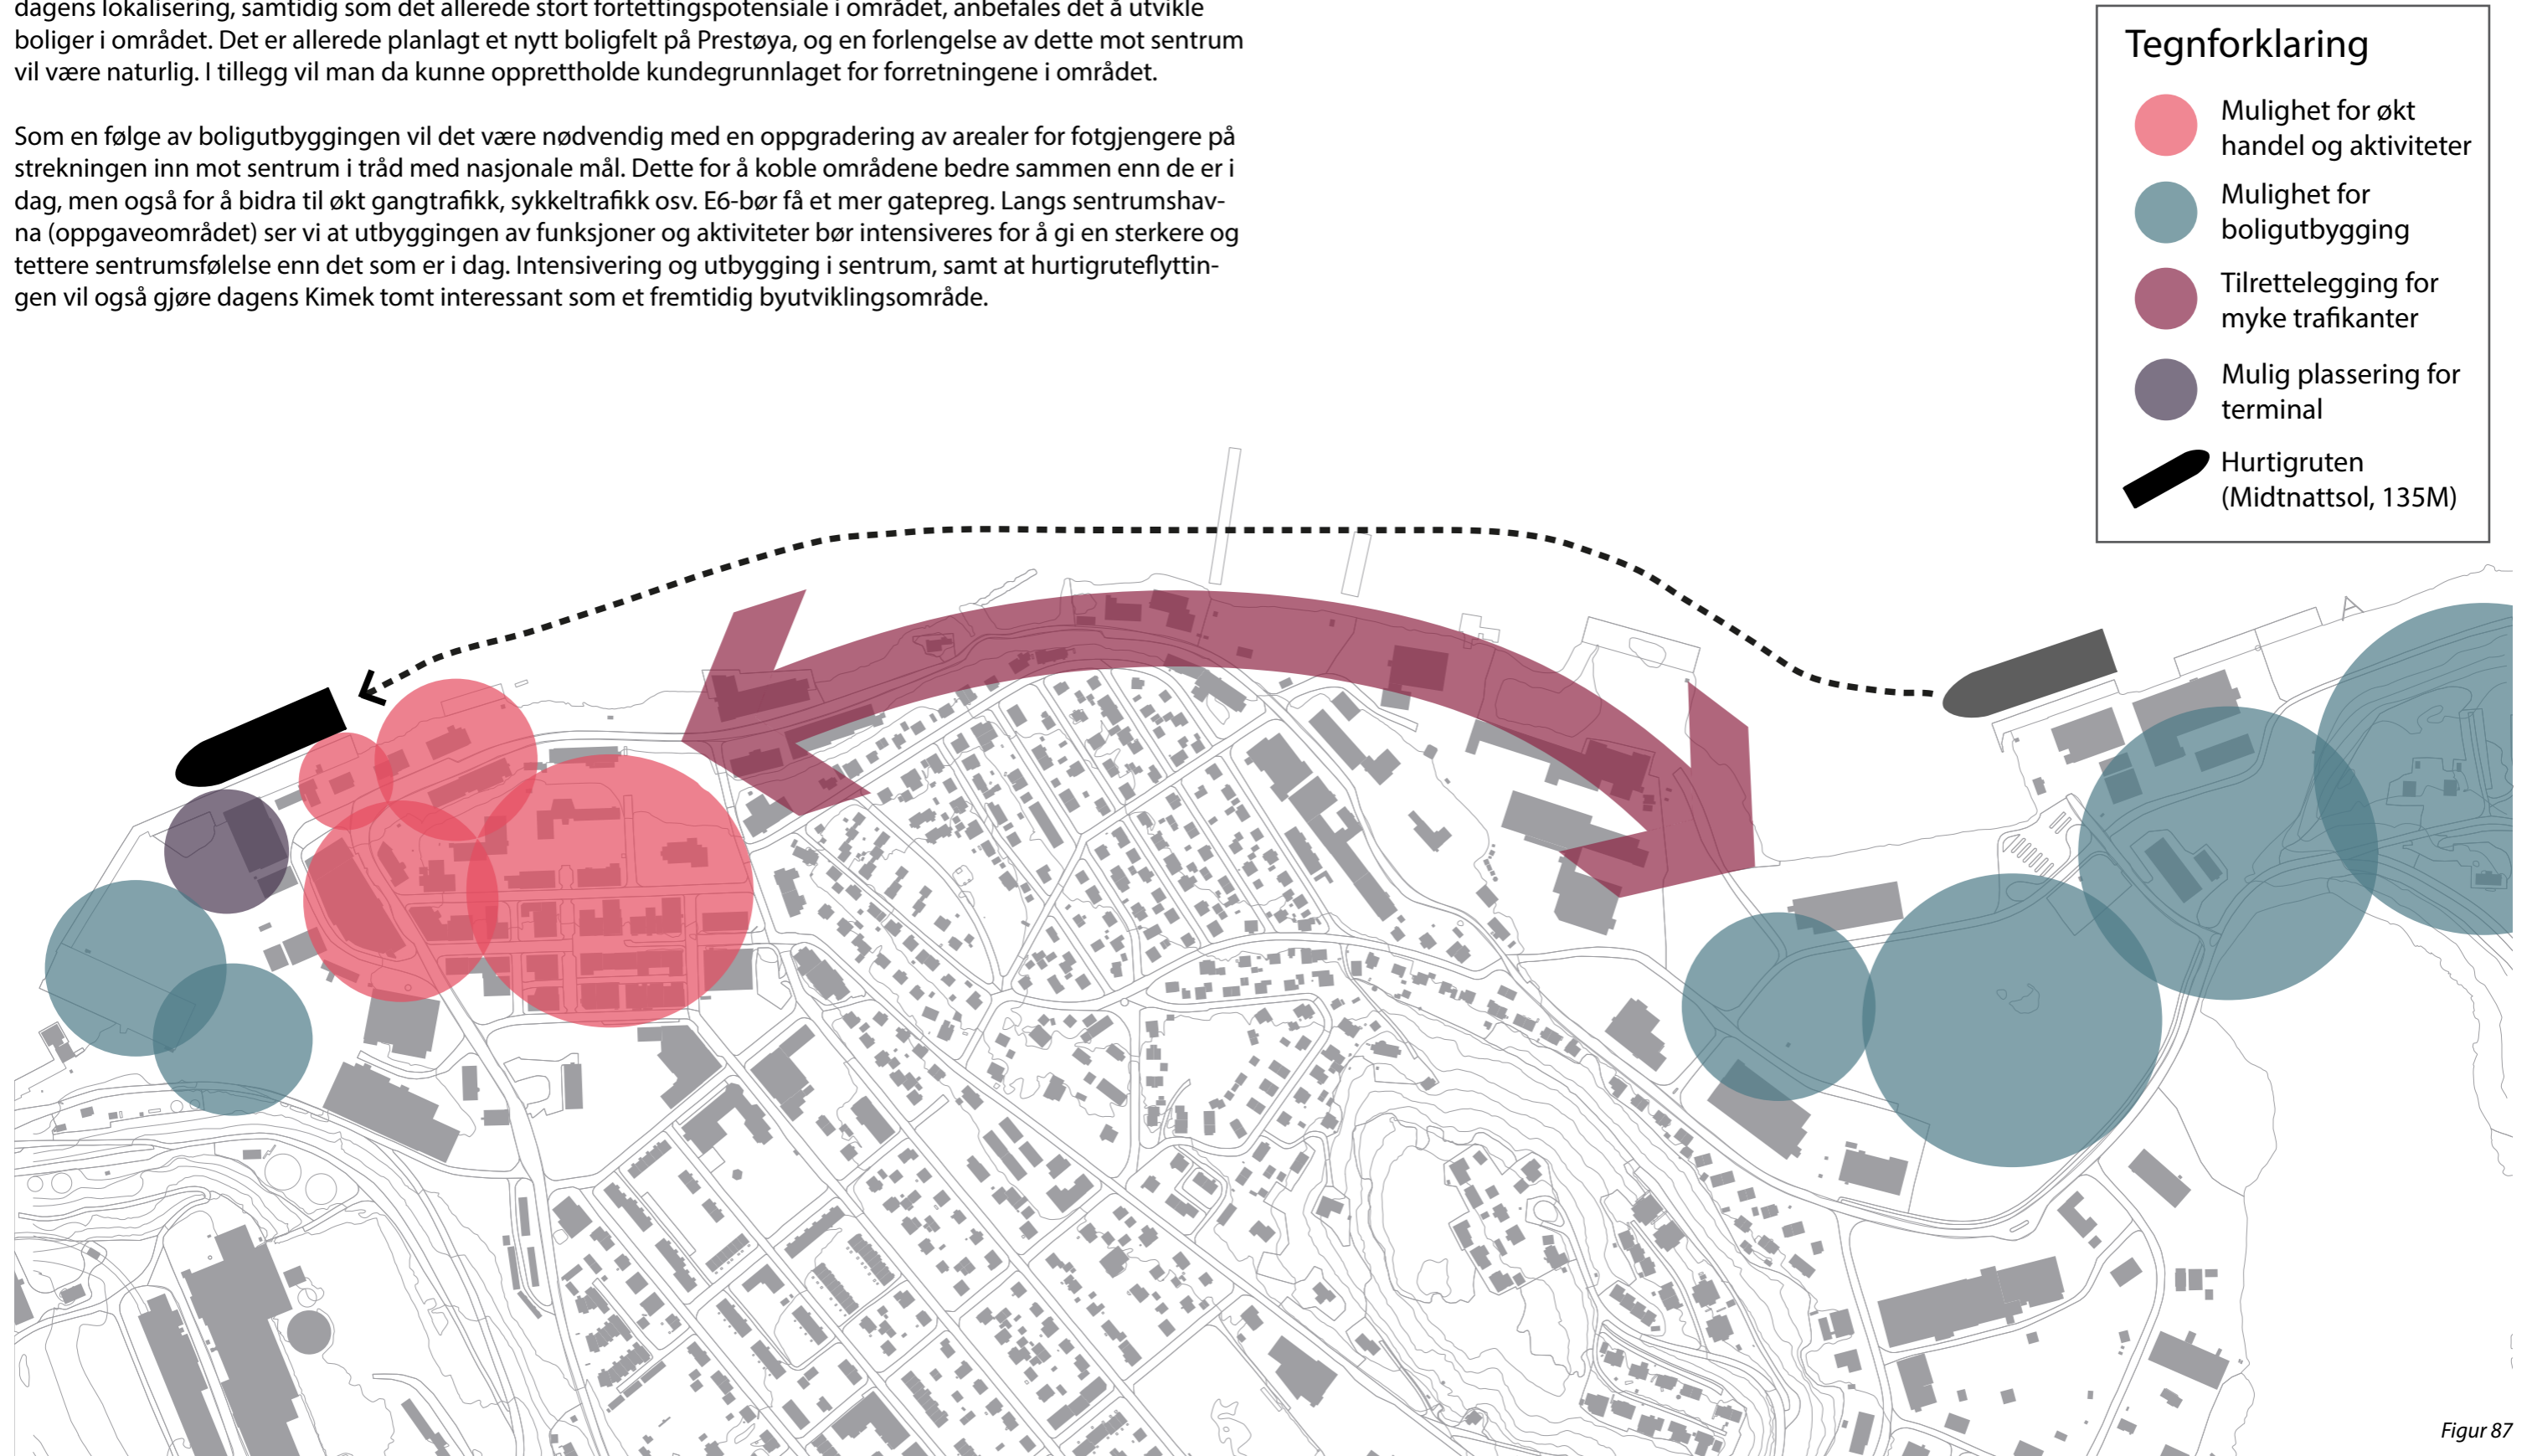 dagens lokalisering, samtidig som det allerede stort fortettingspotensiale i området, anbefales det å utvikle
boliger i området. Det er allerede planlagt et nytt boligfelt på Prestøya, og en forlengelse av dette mot sentrum
vil være naturlig. I tillegg vil man da kunne opprettholde kundegrunnlaget for forretningene i området.
Som en følge av boligutbyggingen vil det være nødvendig med en oppgradering av arealer for fotgjengere på
strekningen inn mot sentrum i tråd med nasjonale mål. Dette for å koble områdene bedre sammen enn de er i
dag, men også for å bidra til økt gangtrafikk, sykkeltrafikk osv. E6-bør få et mer gatepreg. Langs sentrumshav-
na (oppgaveområdet) ser vi at utbyggingen av funksjoner og aktiviteter bør intensiveres for å gi en sterkere og
tettere sentrumsfølelse enn det som er i dag. Intensivering og utbygging i sentrum, samt at hurtigruteflyttin-
gen vil også gjøre dagens Kimek tomt interessant som et fremtidig byutviklingsområde.
Tegnforklaring
Mulighet for økt
handel og aktiviteter
Mulighet for
boligutbygging
Tilrettelegging for
myke trafikanter
Mulig plassering for
terminal
Hurtigruten
(Midtnattsol, 135M)
Figur 87